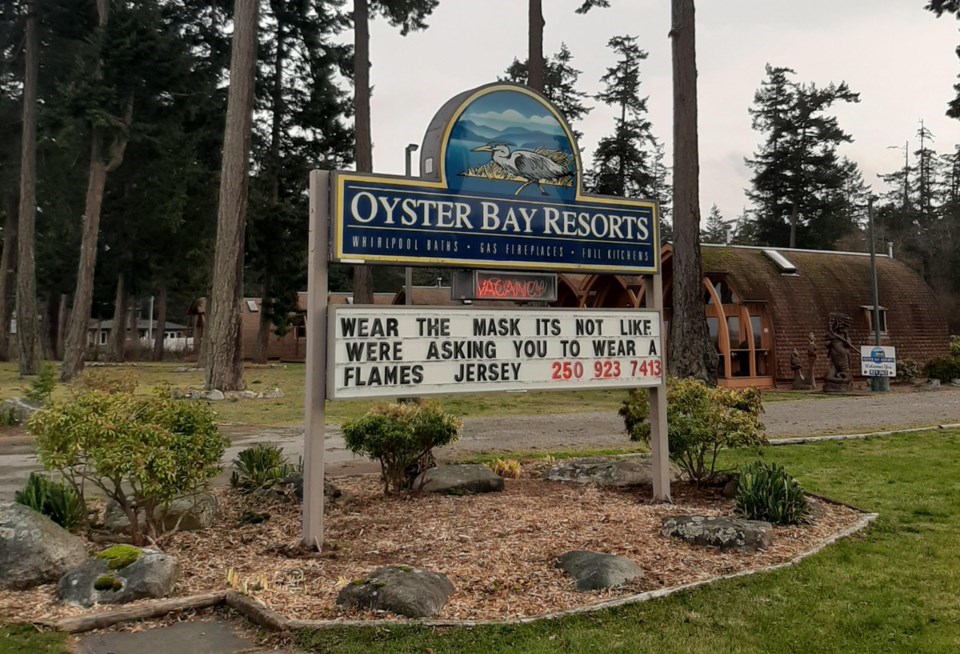 OYSTER BAY RESORTS
WHIRLPOOL BATHS • GAS FIREPLACES • FULL KITCHENS
VACANCY
WEAR THE MASK ITS NOT LIKE
WERE ASKING YOU TO WEAR A
FLAMES JERSEY 250 923 7413